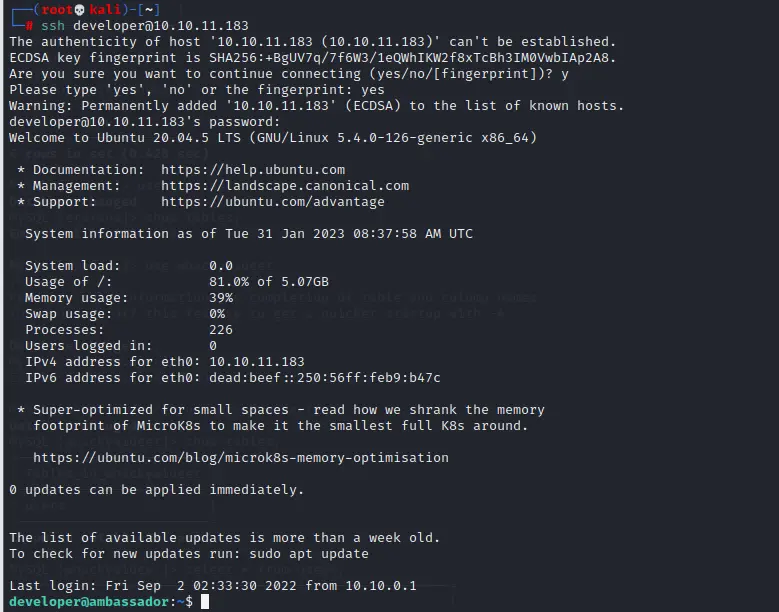 ┌──(root💀kali)-[~]
└─# ssh developer@10.10.11.183
The authenticity of host '10.10.11.183 (10.10.11.183)' can't be established.
ECDSA key fingerprint is SHA256:+BgUV7q/7f6W3/1eQWhIKW2f8xTcBh3IM0VwbIAp2A8.
Are you sure you want to continue connecting (yes/no/[fingerprint])? y
Please type 'yes', 'no' or the fingerprint: yes
Warning: Permanently added '10.10.11.183' (ECDSA) to the list of known hosts.
developer@10.10.11.183's password:
Welcome to Ubuntu 20.04.5 LTS (GNU/Linux 5.4.0-126-generic x86_64)
* Documentation:  https://help.ubuntu.com
* Management:     https://landscape.canonical.com
* Support:        https://ubuntu.com/advantage
System information as of Tue 31 Jan 2023 08:37:58 AM UTC
System load:           0.0
Usage of /:            81.0% of 5.07GB
Memory usage:          39%
Swap usage:            0%
Processes:             226
Users logged in:       0
IPv4 address for eth0: 10.10.11.183
IPv6 address for eth0: dead:beef::250:56ff:feb9:b47c
* Super-optimized for small spaces - read how we shrank the memory
footprint of MicroK8s to make it the smallest full K8s around.
https://ubuntu.com/blog/microk8s-memory-optimisation
0 updates can be applied immediately.
The list of available updates is more than a week old.
To check for new updates run: sudo apt update
Last login: Fri Sep  2 02:33:30 2022 from 10.10.0.1
developer@ambassador:~$